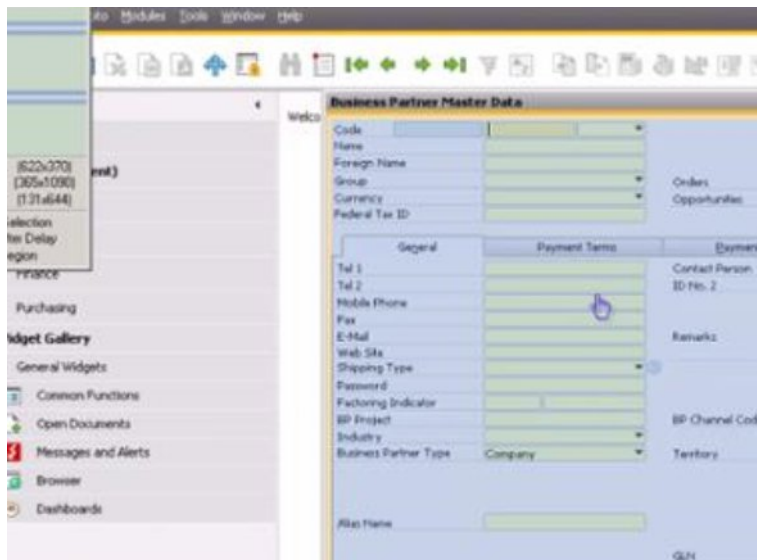 Modules Tools Window Help
Welco
(622x370)
(365x1090)
(131x644)
election
ter Delay
egion
Finance
Purchasing
idget Gallery
General Widgets
Common Functions
Open Documents
Messages and Alerts
Browser
Dashboards
Business Partner Master Data
Code
Name
Foreign Name
Group
Orders
Currency
Opportunities
Federal Tax ID
General Payment Terms Paymen
Tel 1
Contact Person
Tel 2
ID No. 2
Mobile Phone
Fax
E-Mail
Remarks
Web Site
Shipping Type
Password
Factoring Indicator
BP Project
BP Channel Cod
Industry
Business Partner Type Company
Territory
Alias Name
GLN